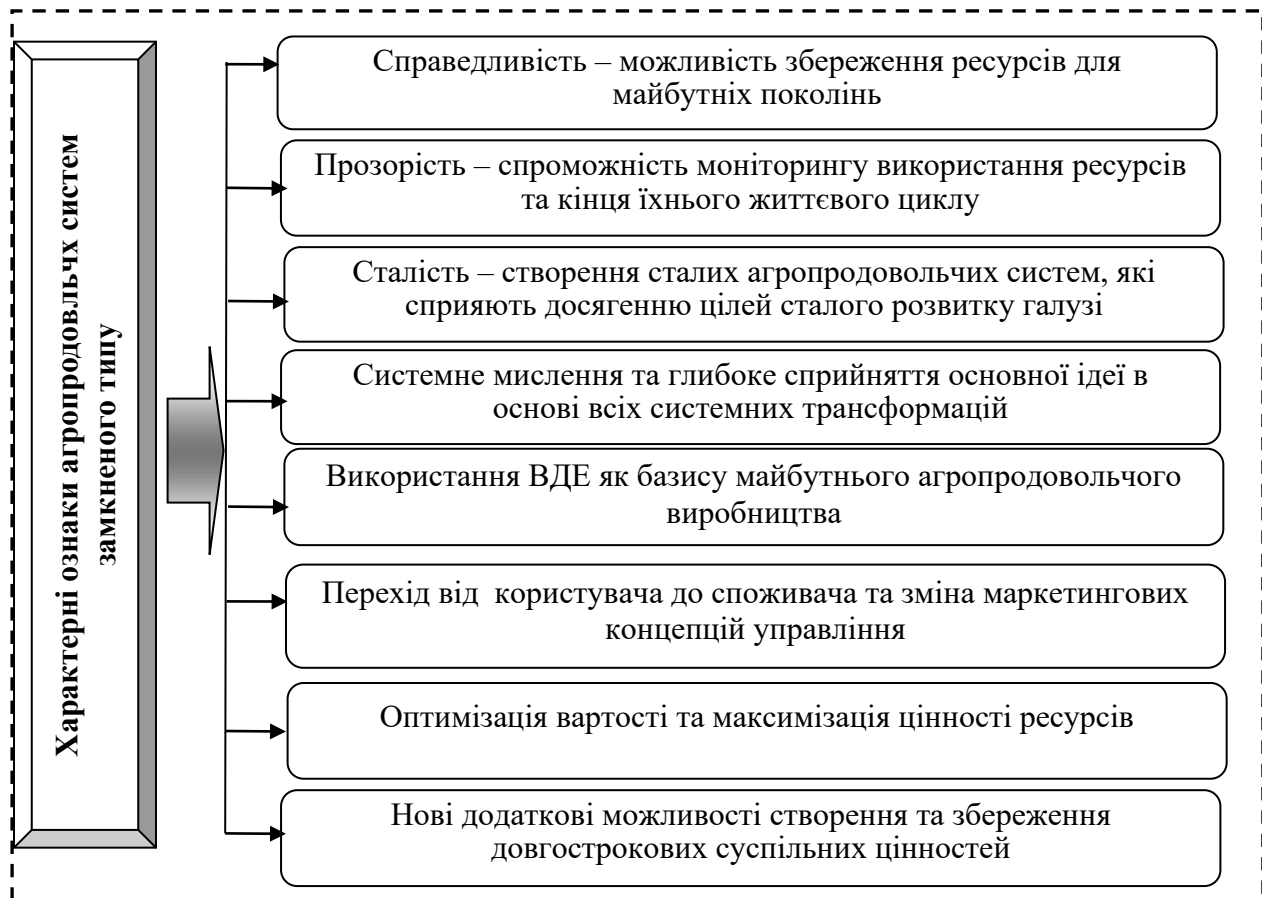 Характерні ознаки агропродовльчх систем
замкненого типу
Справедливість – можливість збереження ресурсів для
майбутніх поколінь
Прозорість – спроможність моніторингу використання ресурсів
та кінця їхнього життєвого циклу
Сталість – створення сталих агропродовольчих систем, які
сприяють досягенню цілей сталого розвитку галузі
Системне мислення та глибоке сприйняття основної ідеї в
основі всіх системних трансформацій
Використання ВДЕ як базису майбутнього агропродовольчого
виробництва
Перехід від користувача до споживача та зміна маркетингових
концепцій управління
Оптимізація вартості та максимізація цінності ресурсів
Нові додаткові можливості створення та збереження
довгострокових суспільних цінностей